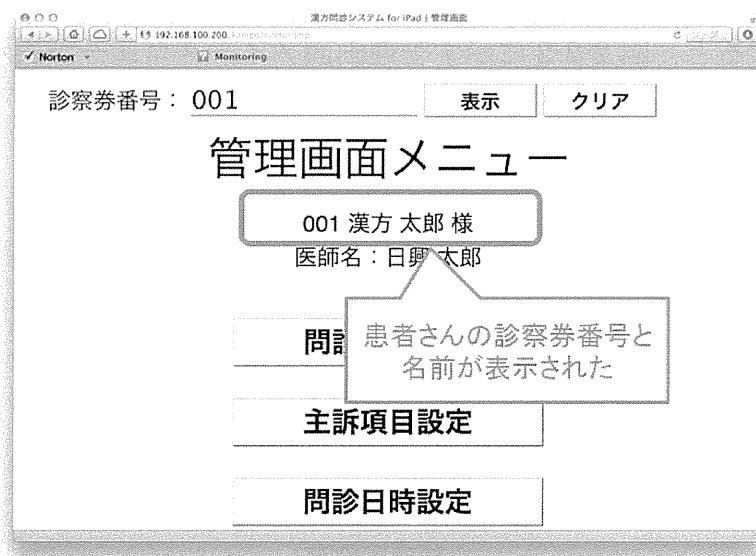 漢方問診システム for iPad | 管理画面
192.168.100.200
✓ Norton
Monitoring
診察券番号： 001
表示 クリア
管理画面メニュー
001 漢方 太郎 様
医師名：日興 太郎
患者さんの診察券番号と
名前が表示された
主訴項目設定
問診日時設定